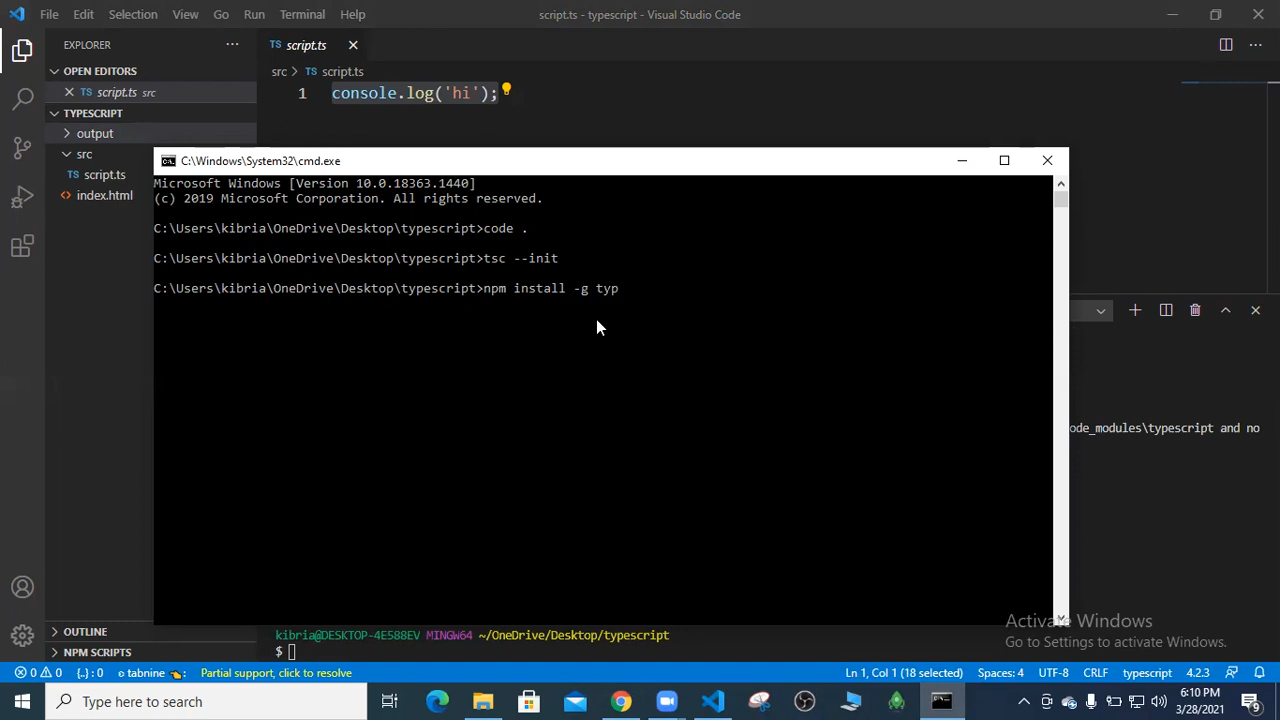 File Edit Selection View Go Run Terminal Help
script.ts - typescript - Visual Studio Code
EXPLORER
OPEN EDITORS
script.ts src
TYPESCRIPT
output
src
script.ts
index.html
OUTLINE
NPM SCRIPTS
TS script.ts
src > TS script.ts
1 console.log('hi');
C:\Windows\System32\cmd.exe
Microsoft Windows [Version 10.0.18363.1440]
(c) 2019 Microsoft Corporation. All rights reserved.
C:\Users\kibria\OneDrive\Desktop\typescript>code .
C:\Users\kibria\OneDrive\Desktop\typescript>tsc --init
C:\Users\kibria\OneDrive\Desktop\typescript>npm install -g typ
ode_modules\typescript and no
kibria@DESKTOP-4E588EV MINGW64 ~/OneDrive/Desktop/typescript
$
Activate Windows
Go to Settings to activate Windows.
0 0 {..} : 0 tabnine Partial support, click to resolve
Ln 1, Col 1 (18 selected) Spaces: 4 UTF-8 CRLF typescript 4.2.3
Type here to search
6:10 PM
3/28/2021
9